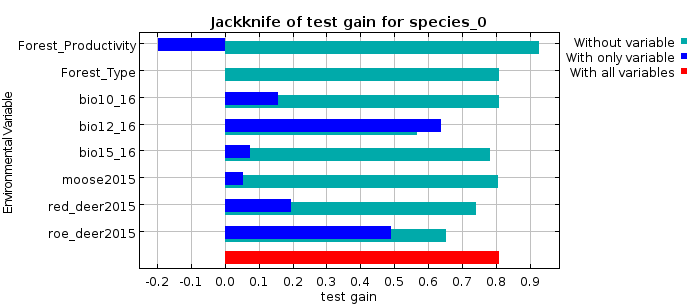 Jackknife of test gain for species_0
Forest_Productivity
Forest_Type
bio10_16
bio12_16
bio15_16
moose2015
red_deer2015
roe_deer2015
Environmental Variable
-0.2 -0.1 0.0 0.1 0.2 0.3 0.4 0.5 0.6 0.7 0.8 0.9
test gain
Without variable
With only variable
With all variables